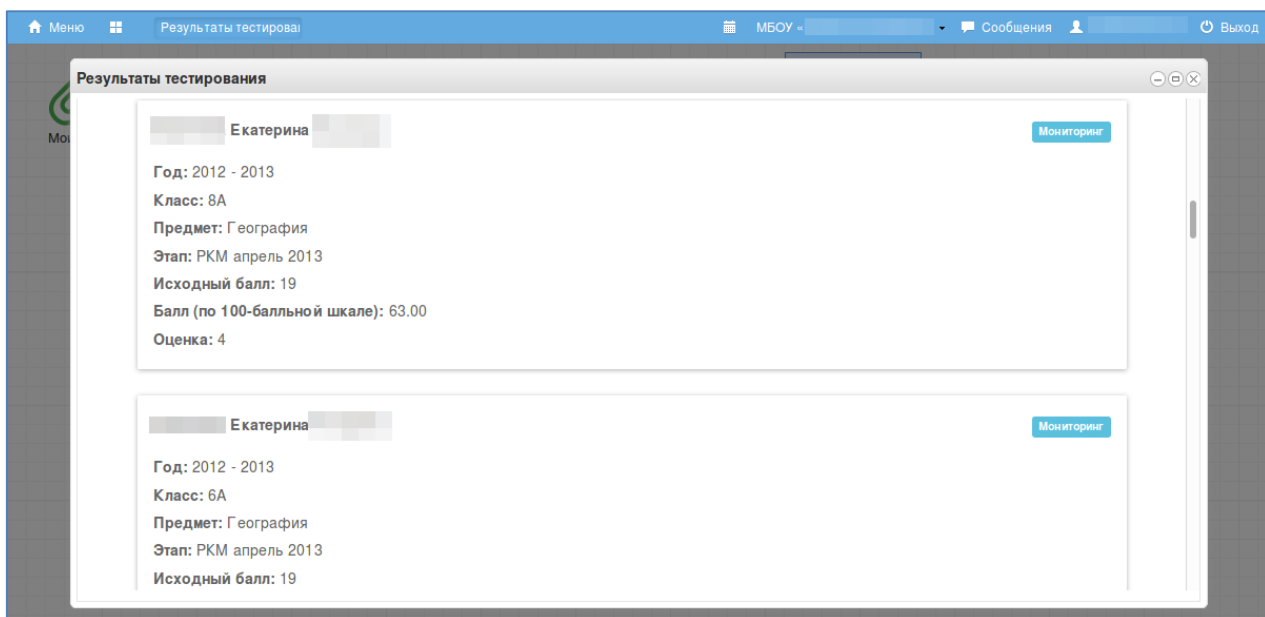 Меню Результаты тестирован МБОУ « Сообщения Выход
Результаты тестирования
Екатерина Мониторинг
Год: 2012 - 2013
Класс: 8А
Предмет: География
Этап: РКМ апрель 2013
Исходный балл: 19
Балл (по 100-балльной шкале): 63.00
Оценка: 4
Екатерина Мониторинг
Год: 2012 - 2013
Класс: 6А
Предмет: География
Этап: РКМ апрель 2013
Исходный балл: 19